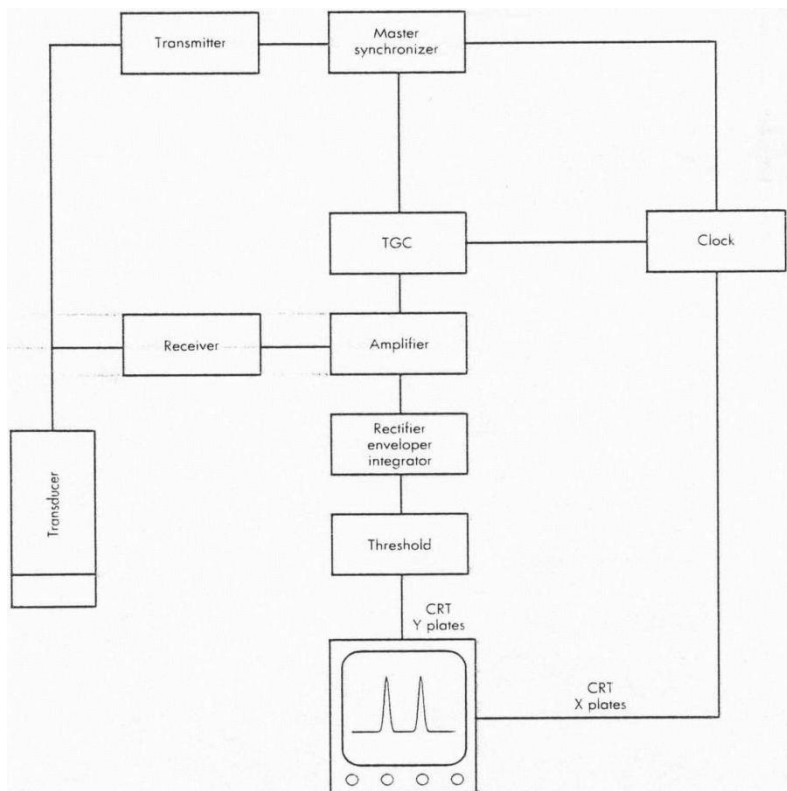 Transmitter
Master
synchronizer
TGC
Clock
Receiver
Amplifier
Rectifier
enveloper
integrator
Transducer
Threshold
CRT
Y plates
CRT
X plates